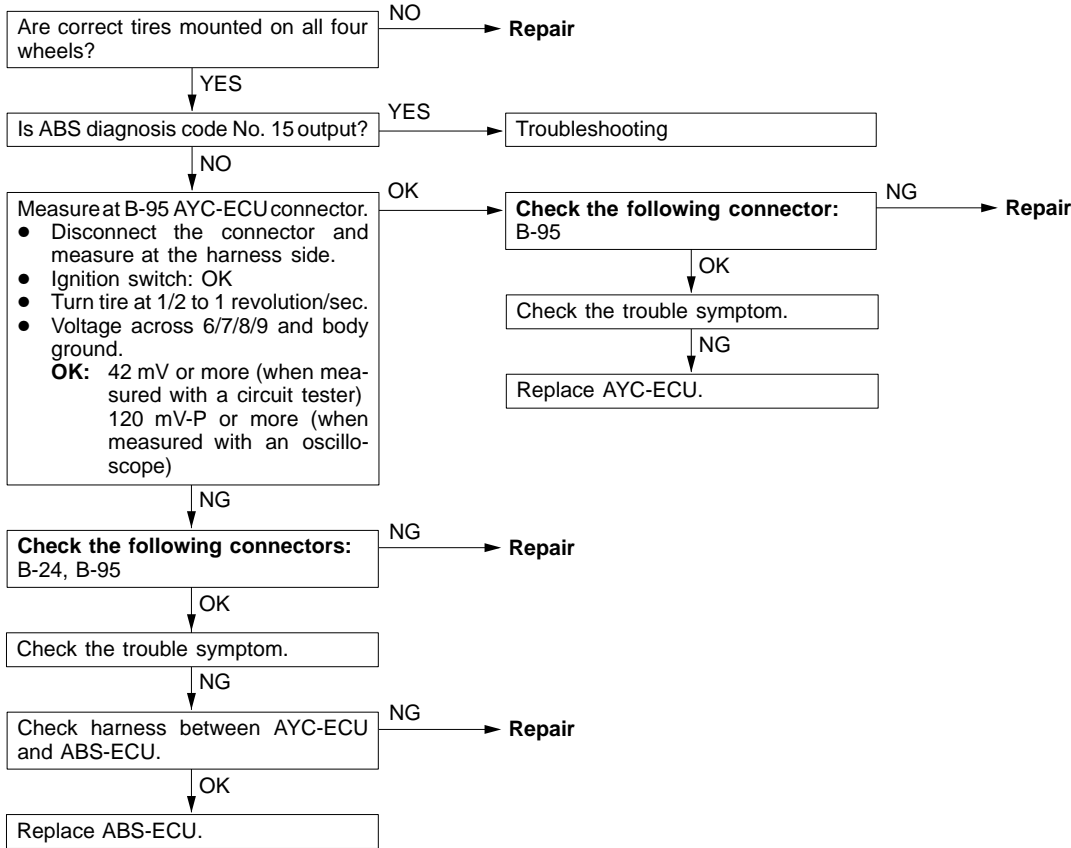 Are correct tires mounted on all four
wheels?
NO
Repair
YES
Is ABS diagnosis code No. 15 output?
YES
Troubleshooting
NO
Measure at B-95 AYC-ECU connector.
● Disconnect the connector and
measure at the harness side.
● Ignition switch: OK
● Turn tire at 1/2 to 1 revolution/sec.
● Voltage across 6/7/8/9 and body
ground.
OK: 42 mV or more (when mea-
sured with a circuit tester)
120 mV-P or more (when
measured with an oscillo-
scope)
OK
Check the following connector:
B-95
NG
Repair
OK
Check the trouble symptom.
NG
Replace AYC-ECU.
NG
Check the following connectors:
B-24, B-95
NG
Repair
OK
Check the trouble symptom.
NG
Check harness between AYC-ECU
and ABS-ECU.
NG
Repair
OK
Replace ABS-ECU.